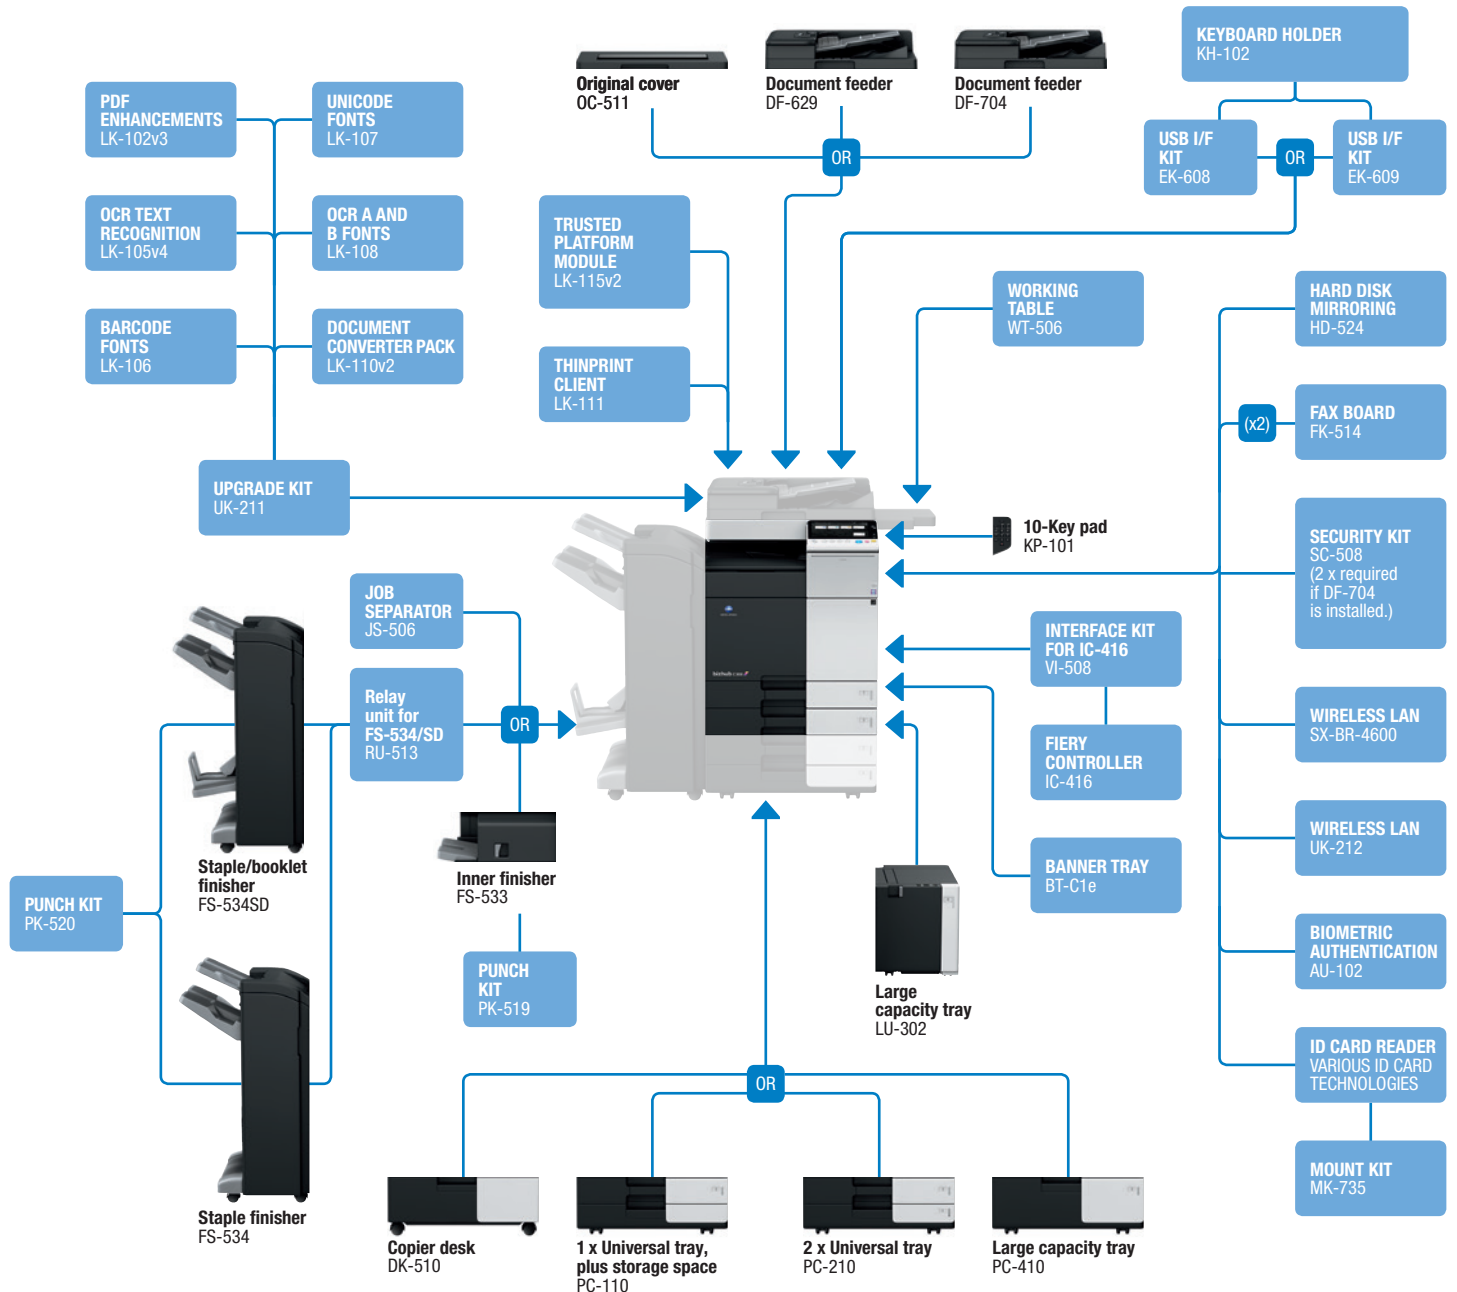 KEYBOARD HOLDER
KH-102
Original cover
OC-511
Document feeder
DF-629
Document feeder
DF-704
PDF
ENHANCEMENTS
LK-102v3
UNICODE
FONTS
LK-107
USB I/F
KIT
EK-608
OR
USB I/F
KIT
EK-609
OR
OCR TEXT
RECOGNITION
LK-105v4
OCR A AND
B FONTS
LK-108
TRUSTED
PLATFORM
MODULE
LK-115v2
WORKING
TABLE
WT-506
HARD DISK
MIRRORING
HD-524
BARCODE
FONTS
LK-106
DOCUMENT
CONVERTER PACK
LK-110v2
THINPRINT
CLIENT
LK-111
(x2)
FAX BOARD
FK-514
UPGRADE KIT
UK-211
10-Key pad
KP-101
SECURITY KIT
SC-508
(2 x required
if DF-704
is installed.)
JOB
SEPARATOR
JS-506
INTERFACE KIT
FOR IC-416
VI-508
Relay
unit for
FS-534/SD
RU-513
OR
WIRELESS LAN
SX-BR-4600
FIERY
CONTROLLER
IC-416
WIRELESS LAN
UK-212
Staple/booklet
finisher
FS-534SD
Inner finisher
FS-533
BANNER TRAY
BT-C1e
PUNCH KIT
PK-520
BIOMETRIC
AUTHENTICATION
AU-102
PUNCH
KIT
PK-519
Large
capacity tray
LU-302
ID CARD READER
VARIOUS ID CARD
TECHNOLOGIES
OR
MOUNT KIT
MK-735
Staple finisher
FS-534
Copier desk
DK-510
1 x Universal tray,
plus storage space
PC-110
2 x Universal tray
PC-210
Large capacity tray
PC-410